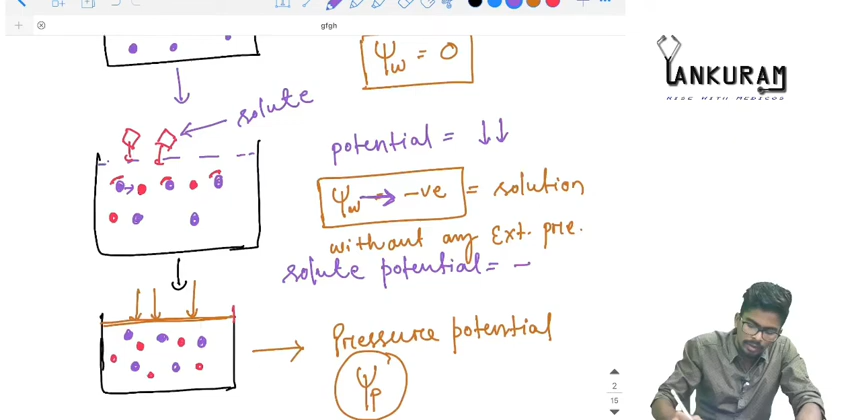 gfgh
Ψw = 0
solute
potential = ↓↓
Ψw → -ve = solution
without any Ext. pre.
solute potential = -
Pressure potential
Ψp
YANKURAM
RISE WITH MEDICOS
2
15